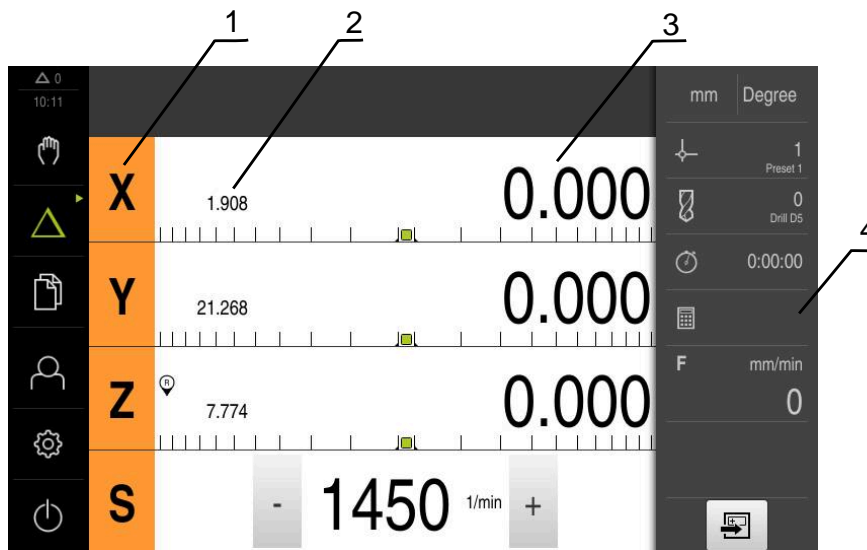 1 2 3
0
10:11
mm Degree
1
Preset 1
X 1.908 0.000
0
Drill D5
0:00:00
4
Y 21.268 0.000
F mm/min
0
R
Z 7.774 0.000
S - 1450 1/min +